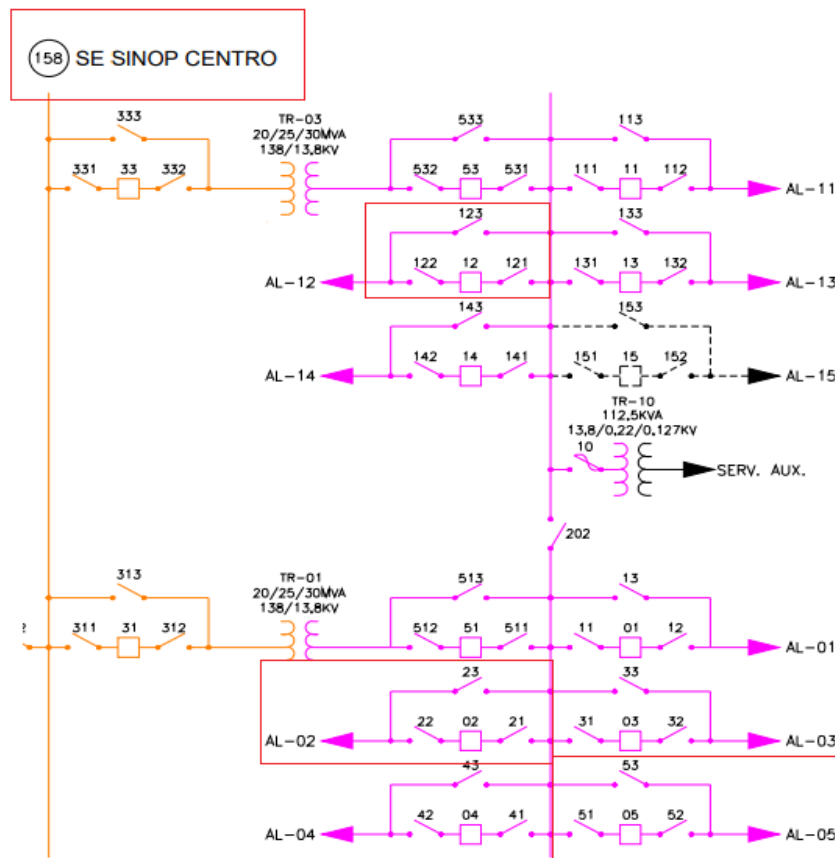 158 SE SINOP CENTRO
333
331 33 332
TR-03
20/25/30MVA
138/13,8KV
533
532 53 531
113
111 11 112
AL-11
123
AL-12
122 12 121
133
131 13 132
AL-13
143
AL-14
142 14 141
153
151 15 152
AL-15
TR-10
112,5KVA
13,8/0,22/0,127KV
10
SERV. AUX.
202
313
2
311 31 312
TR-01
20/25/30MVA
138/13,8KV
513
512 51 511
13
11 01 12
AL-01
23
AL-02
22 02 21
33
31 03 32
AL-03
43
AL-04
42 04 41
53
51 05 52
AL-05